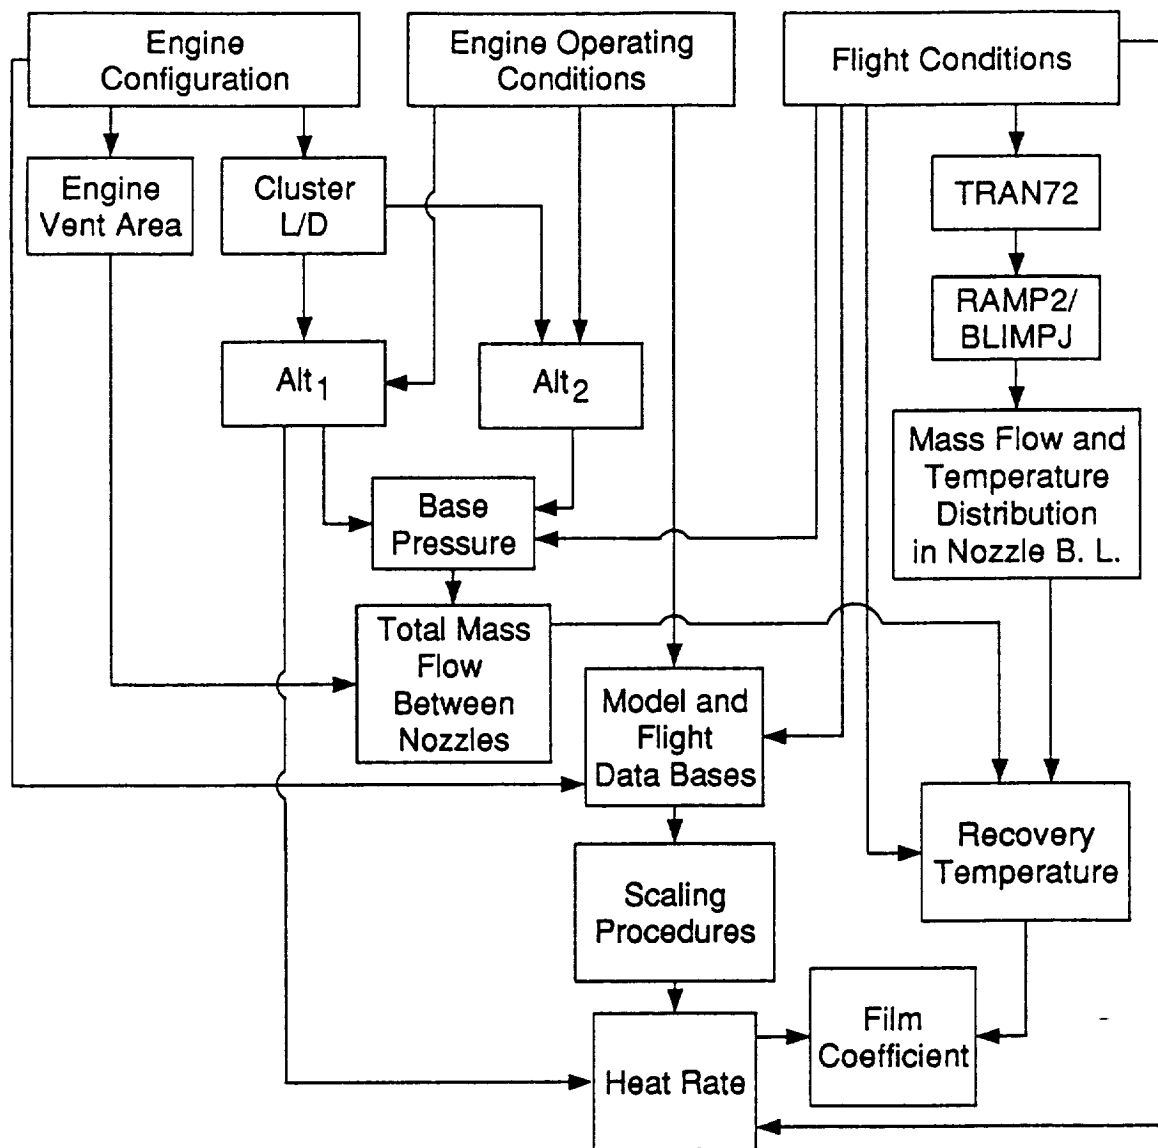 Engine
Configuration
Engine Operating
Conditions
Flight Conditions
Engine
Vent Area
Cluster
L/D
TRAN72
RAMP2/
BLIMPJ
Alt1
Alt2
Mass Flow and
Temperature
Distribution
in Nozzle B. L.
Base
Pressure
Total Mass
Flow
Between
Nozzles
Model and
Flight
Data Bases
Recovery
Temperature
Scaling
Procedures
Film
Coefficient
Heat Rate